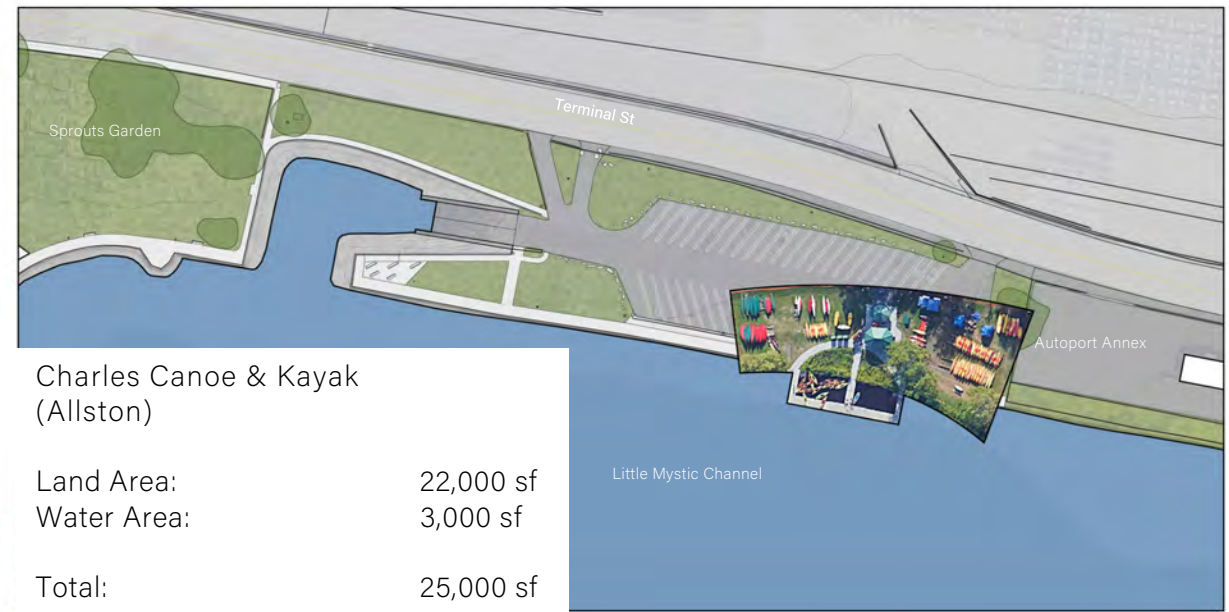 Terminal St
Sprouts Garden
Autoport Annex
Little Mystic Channel
Charles Canoe & Kayak
(Allston)
Land Area: 22,000 sf
Water Area: 3,000 sf
Total: 25,000 sf